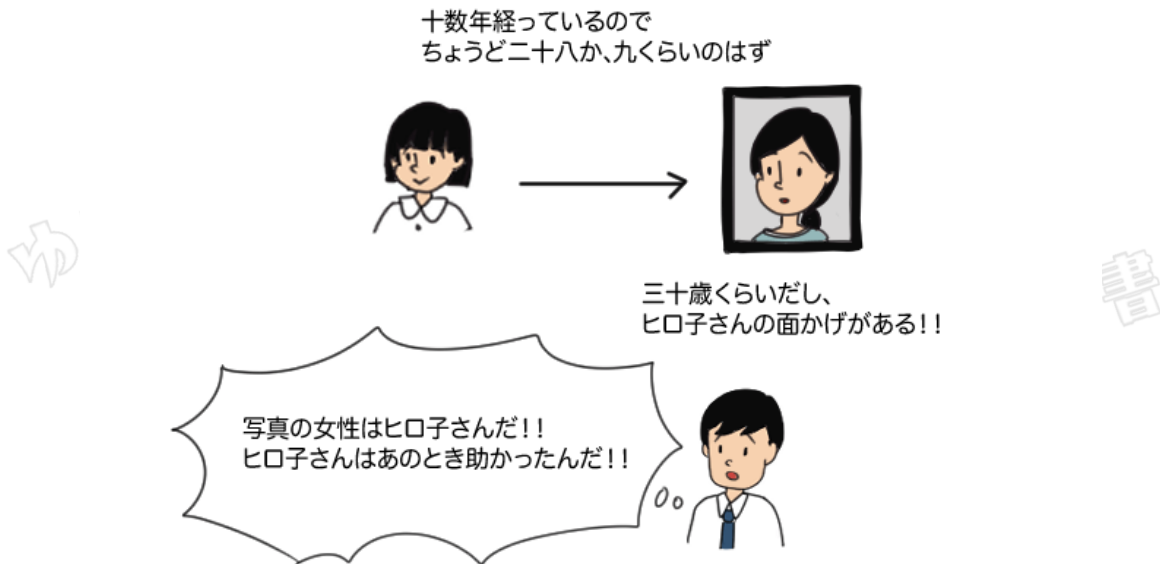 十数年経っているので
ちょうど二十八か、九くらいのはず
三十歳くらいだし、
ヒロ子さんの面かげがある！！
写真の女性はヒロ子さんだ！！
ヒロ子さんはあのとき助かったんだ！！
ゆ
書